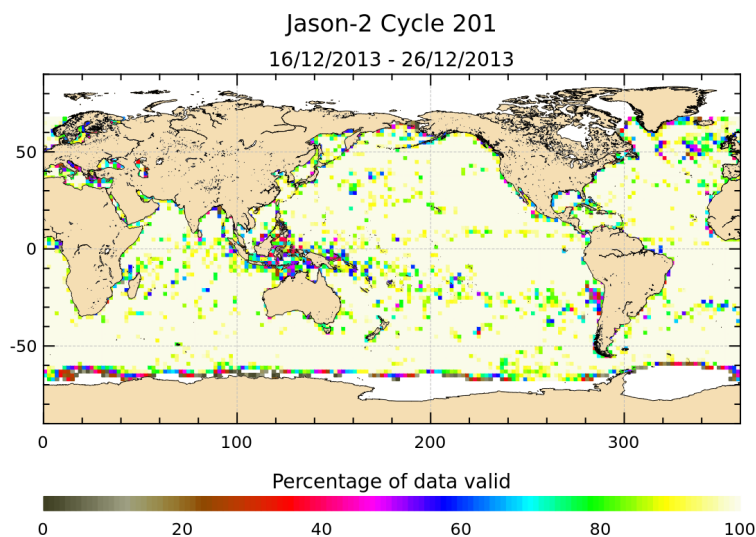 Jason-2 Cycle 201
16/12/2013 - 26/12/2013
50
0
-50
0 100 200 300
Percentage of data valid
0 20 40 60 80 100